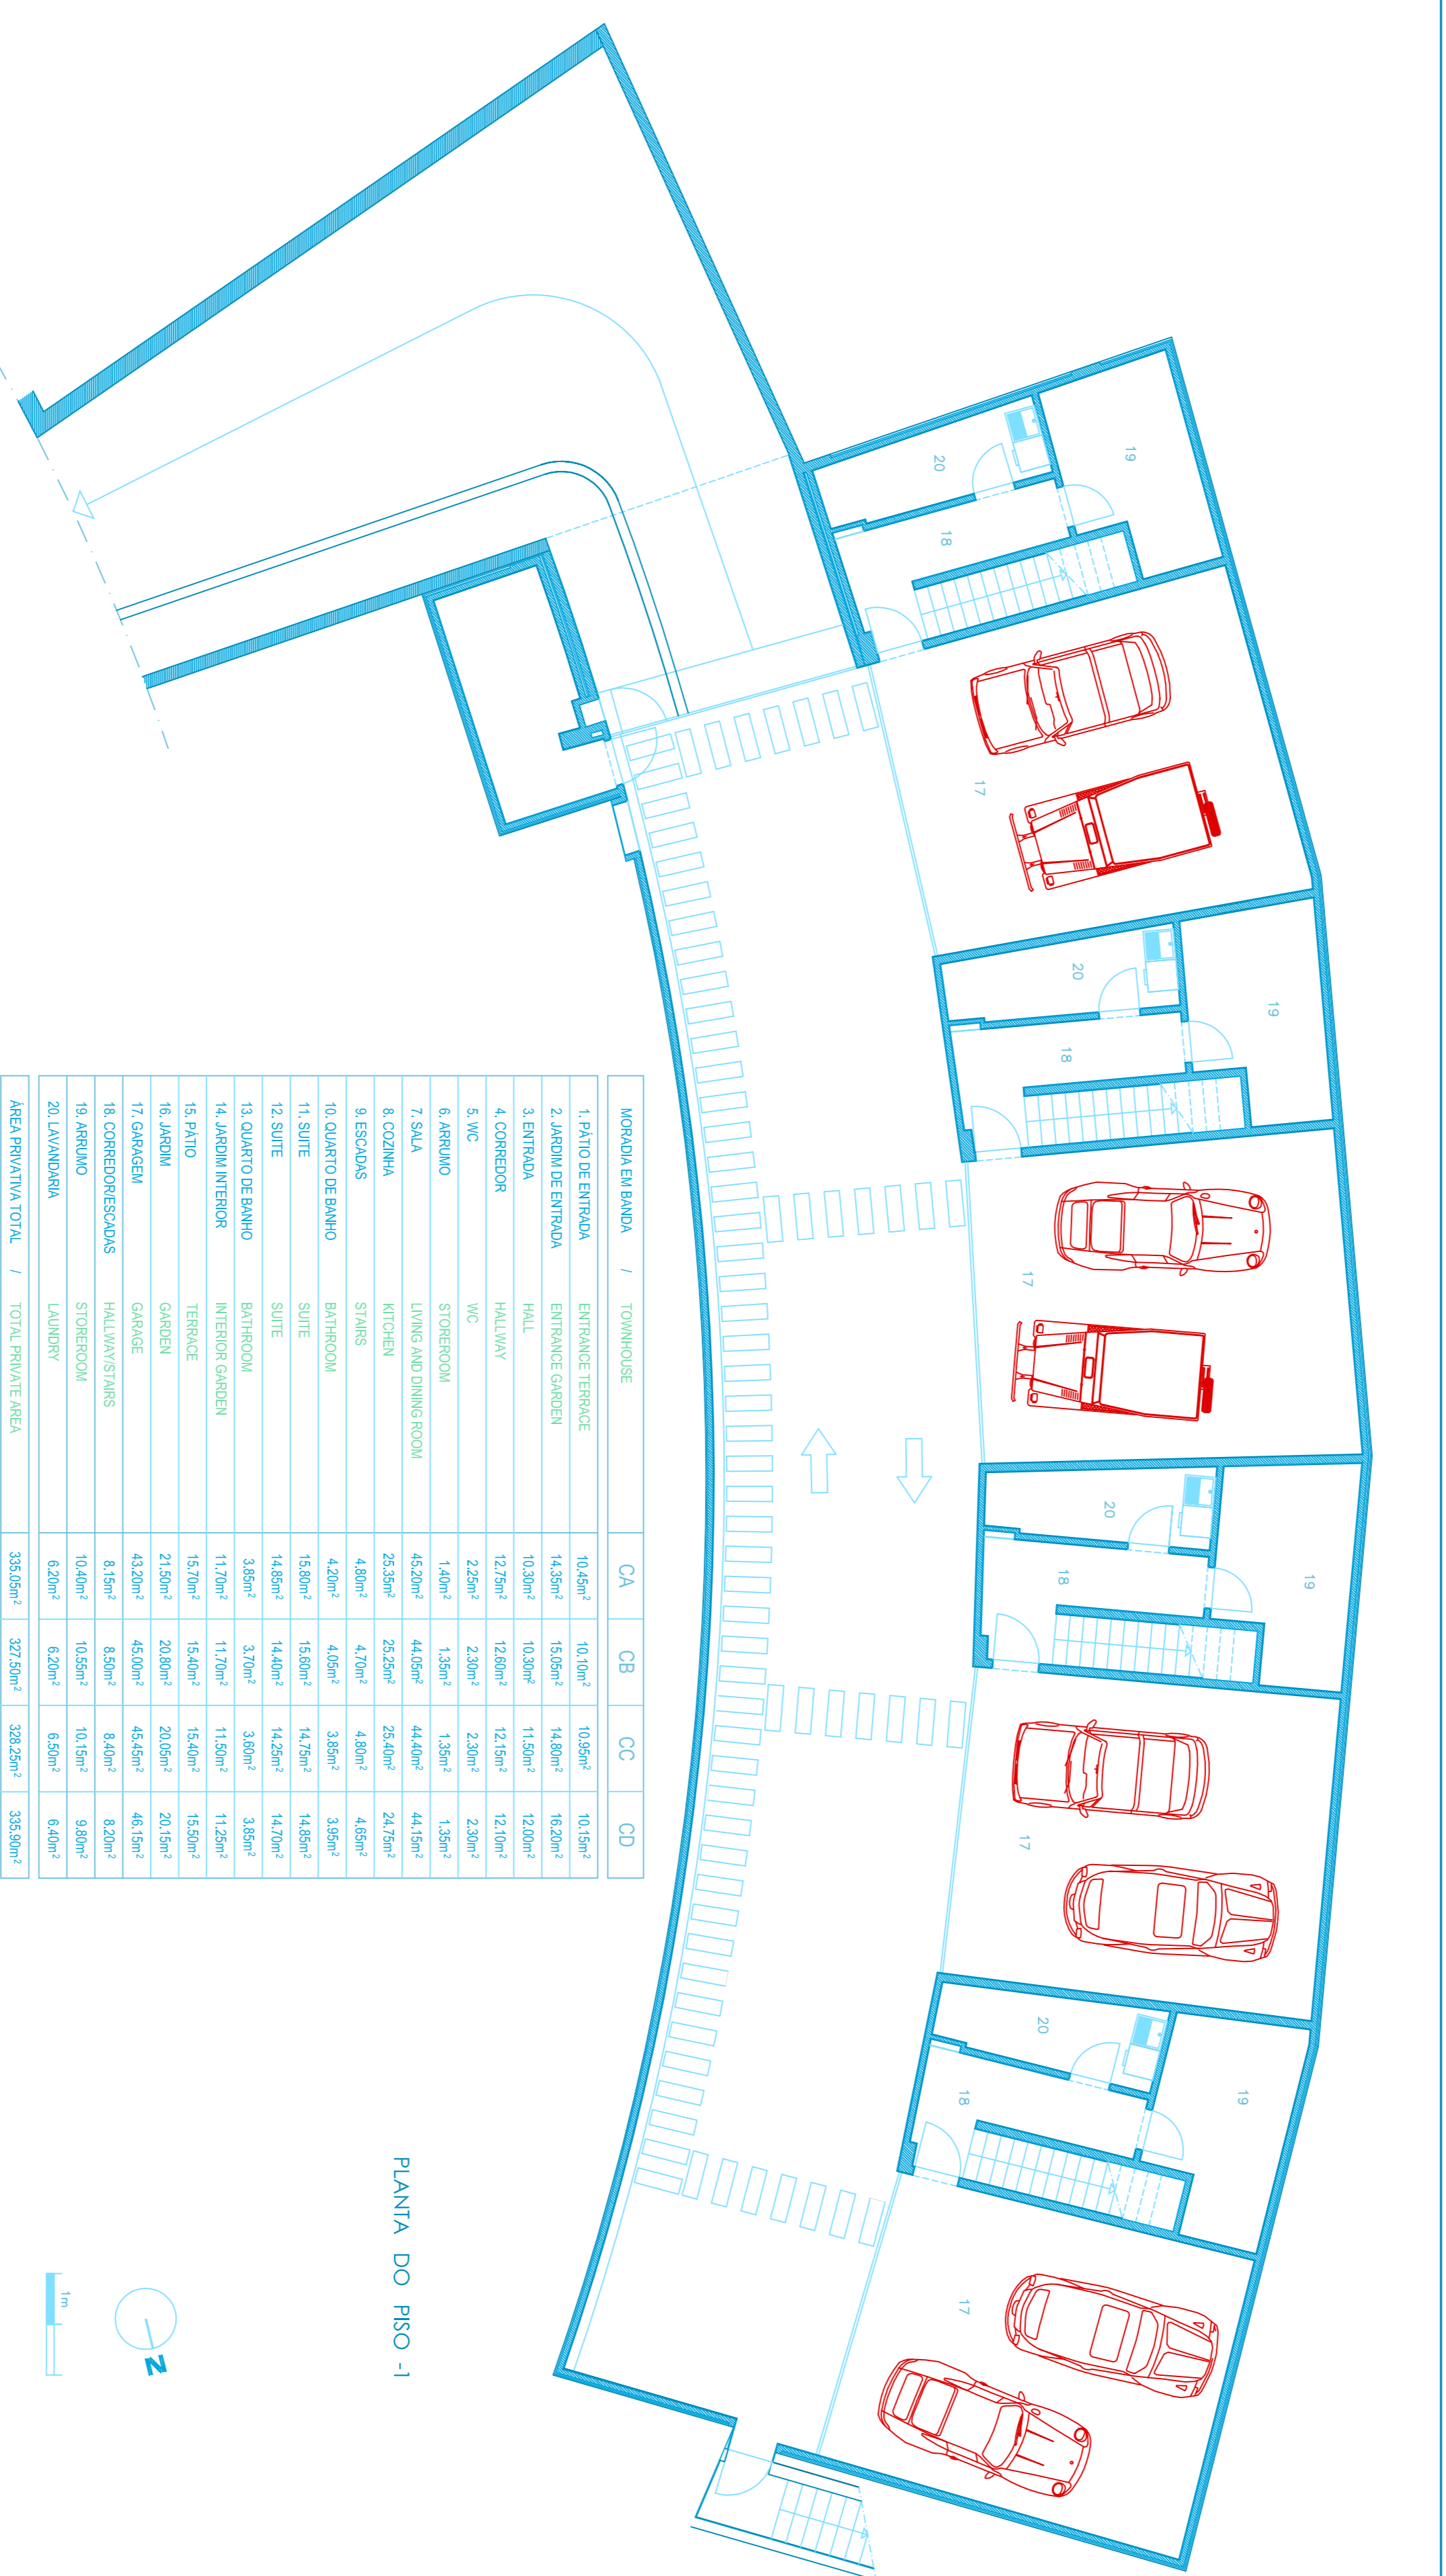 19
20
18
17
19
20
18
17
19
20
18
17
19
20
18
17
MORADIA EM BANDA / TOWNHOUSE CA CB CC CD
1. PÁTIO DE ENTRADA ENTRANCE TERRACE 10.45m² 10.10m² 10.95m² 10.15m²
2. JARDIM DE ENTRADA ENTRANCE GARDEN 14.35m² 15.05m² 14.80m² 16.20m²
3. ENTRADA HALL 10.30m² 10.30m² 11.50m² 12.00m²
4. CORREDOR HALLWAY 12.75m² 12.60m² 12.15m² 12.10m²
5. WC WC 2.25m² 2.30m² 2.30m² 2.30m²
6. ARRUMO STOREROOM 1.40m² 1.35m² 1.35m² 1.35m²
7. SALA LIVING AND DINING ROOM 45.20m² 44.05m² 44.40m² 44.15m²
8. COZINHA KITCHEN 25.35m² 25.25m² 25.40m² 24.75m²
9. ESCADAS STAIRS 4.80m² 4.70m² 4.80m² 4.65m²
10. QUARTO DE BANHO BATHROOM 4.20m² 4.05m² 3.85m² 3.95m²
11. SUITE SUITE 15.80m² 15.60m² 14.75m² 14.85m²
12. SUITE SUITE 14.85m² 14.40m² 14.25m² 14.70m²
13. QUARTO DE BANHO BATHROOM 3.85m² 3.70m² 3.60m² 3.85m²
14. JARDIM INTERIOR INTERIOR GARDEN 11.70m² 11.70m² 11.50m² 11.25m²
15. PÁTIO TERRACE 15.70m² 15.40m² 15.40m² 15.50m²
16. JARDIM GARDEN 21.50m² 20.80m² 20.05m² 20.15m²
17. GARAGEM GARAGE 43.20m² 45.00m² 45.45m² 46.15m²
18. CORREDOR/ESCADAS HALLWAY/STAIRS 8.15m² 8.50m² 8.40m² 8.20m²
19. ARRUMO STOREROOM 10.40m² 10.55m² 10.15m² 9.80m²
20. LAVANDARIA LAUNDRY 6.20m² 6.20m² 6.50m² 6.40m²
ÁREA PRIVATIVA TOTAL / TOTAL PRIVATE AREA 335.05m² 327.50m² 328.25m² 335.90m²
PLANTA DO PISO -1
N
1m